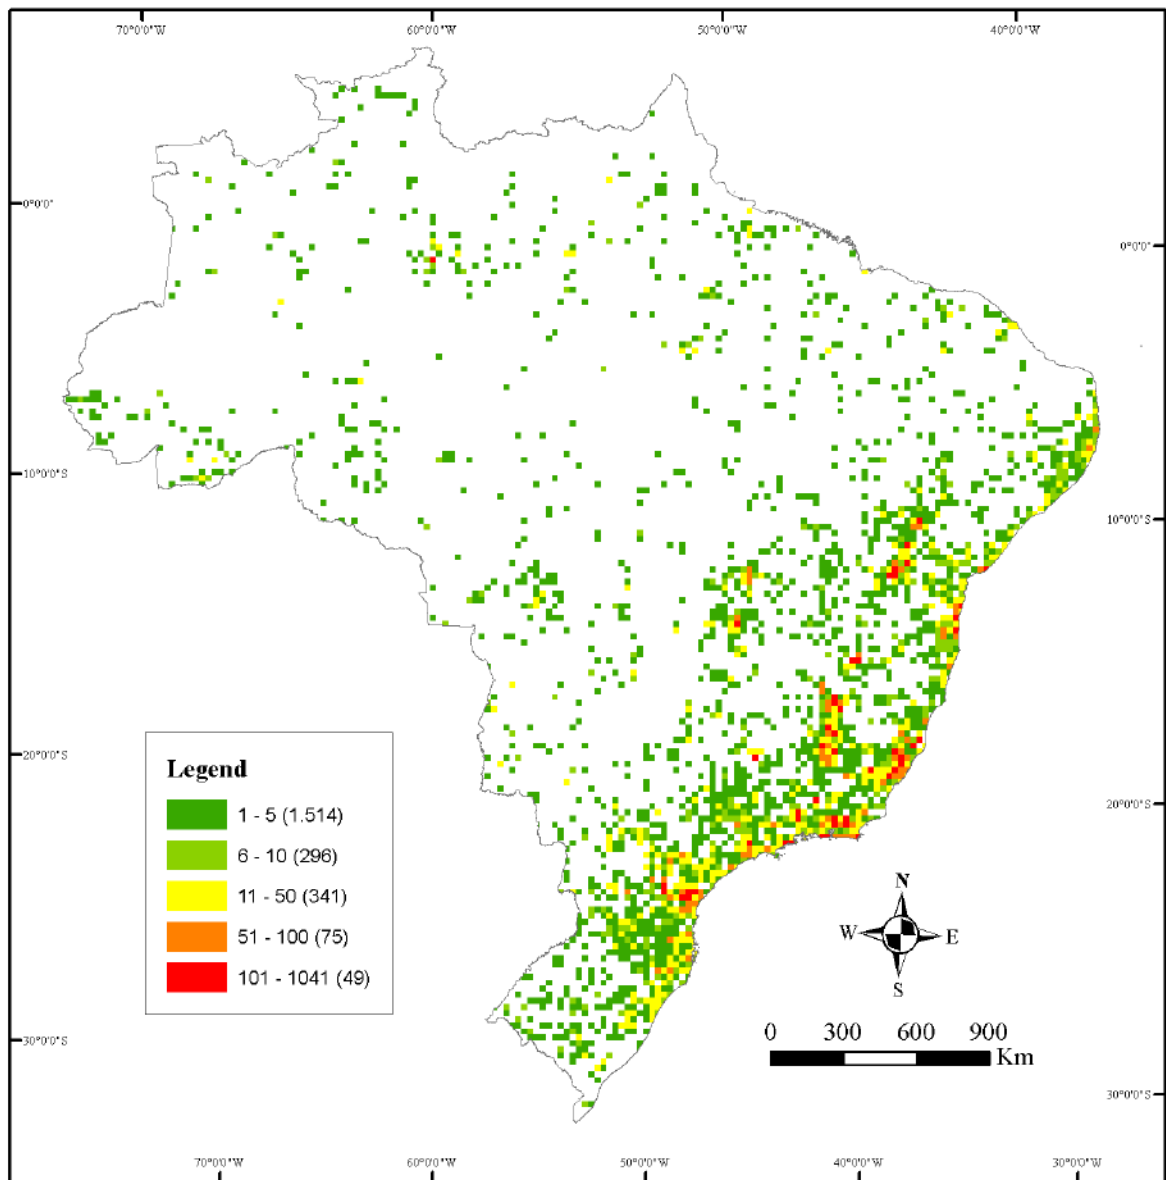 70°0'0"W 60°0'0"W 50°0'0"W 40°0'0"W
0°0'0"
0°0'0"
10°0'0"S
10°0'0"S
20°0'0"S
20°0'0"S
Legend
1 - 5 (1.514)
6 - 10 (296)
11 - 50 (341)
51 - 100 (75)
101 - 1041 (49)
N
W E
S
0 300 600 900
Km
30°0'0"S
30°0'0"S
70°0'0"W 60°0'0"W 50°0'0"W 40°0'0"W 30°0'0"W